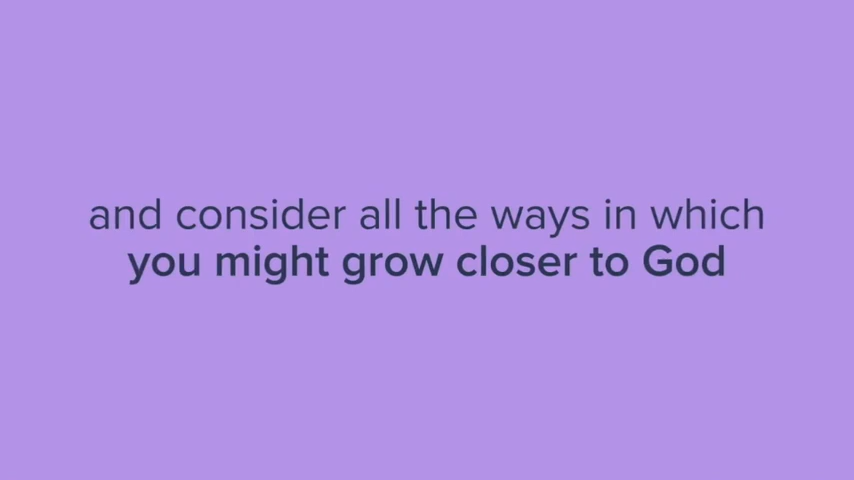 and consider all the ways in which
you might grow closer to God